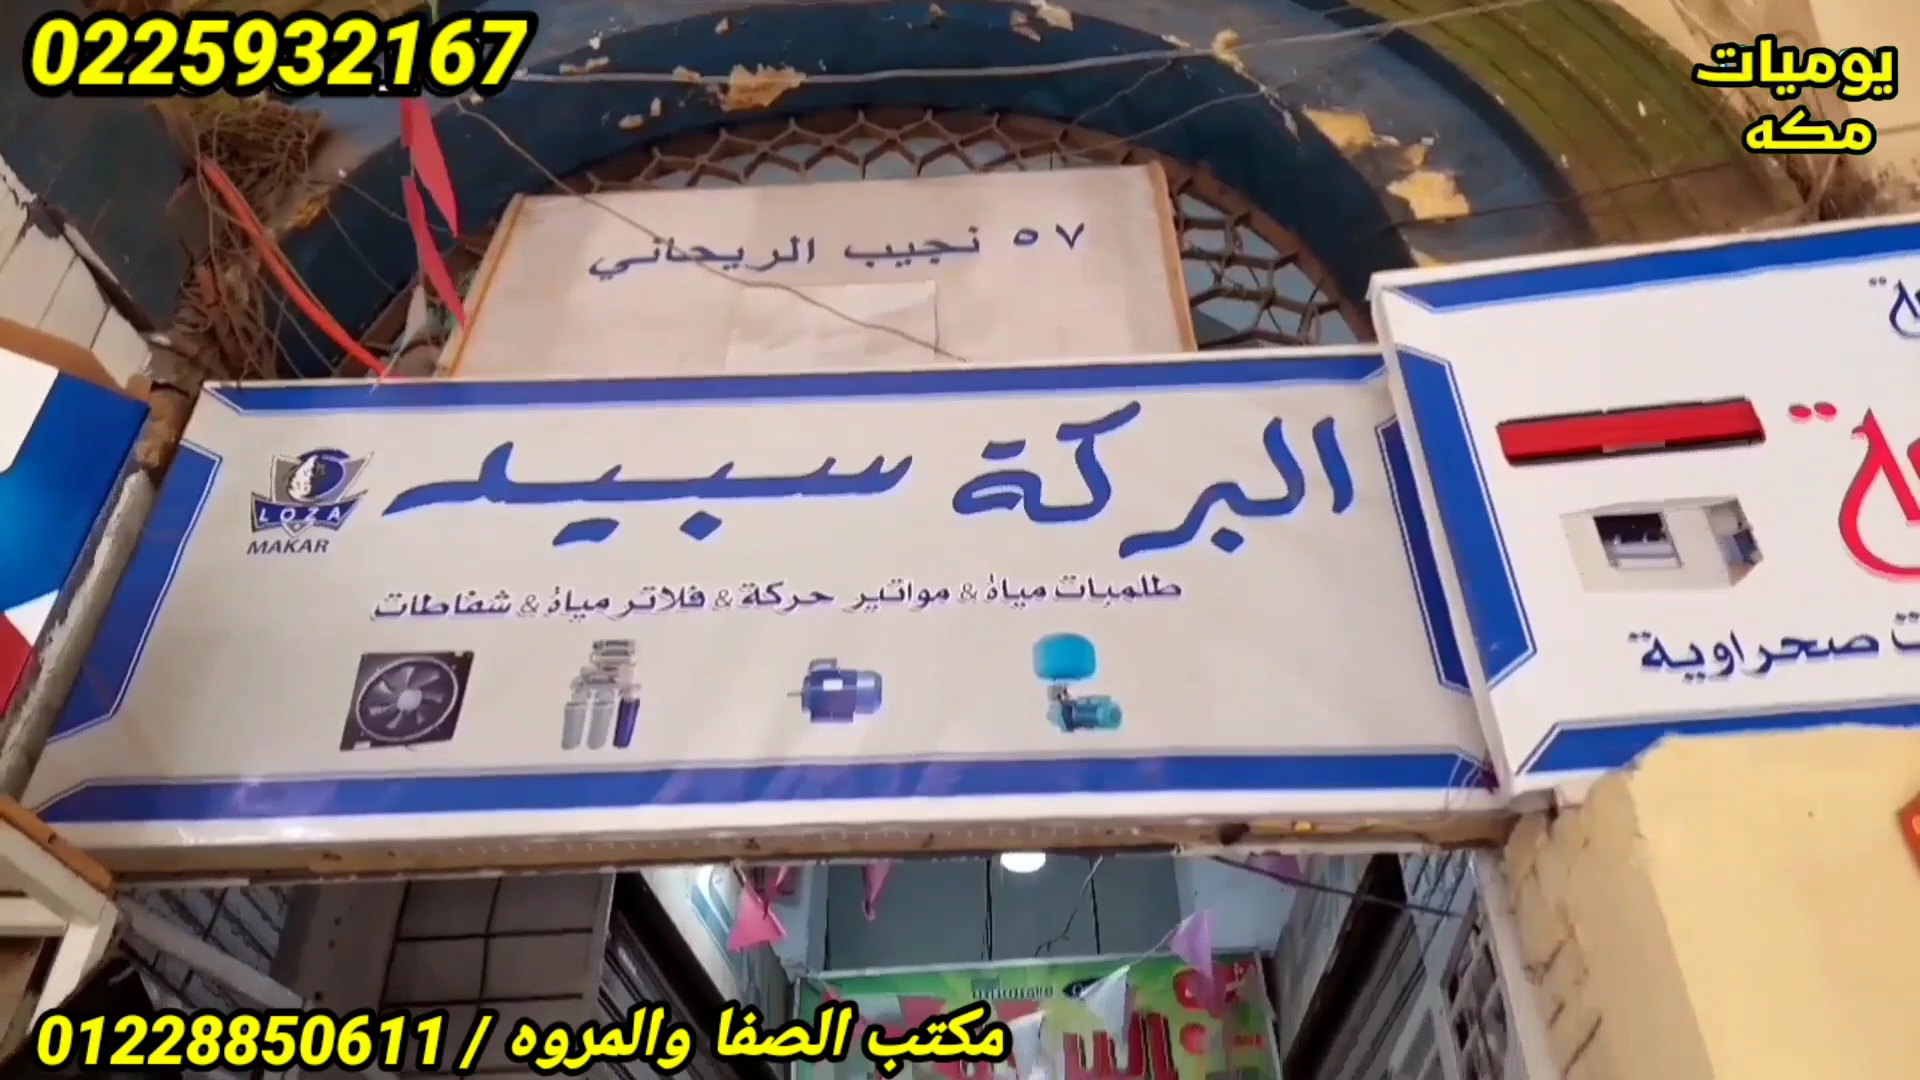 0225932167
يوميات
مكه
٥٧ نجيب الريحاني
البركة سبيد
LOZA
MAKAR
طلمبات مياة & مواتير حركة & فلاتر مياة & شفاطات
صحراوية
مكتب الصفا والمروه / 01228850611